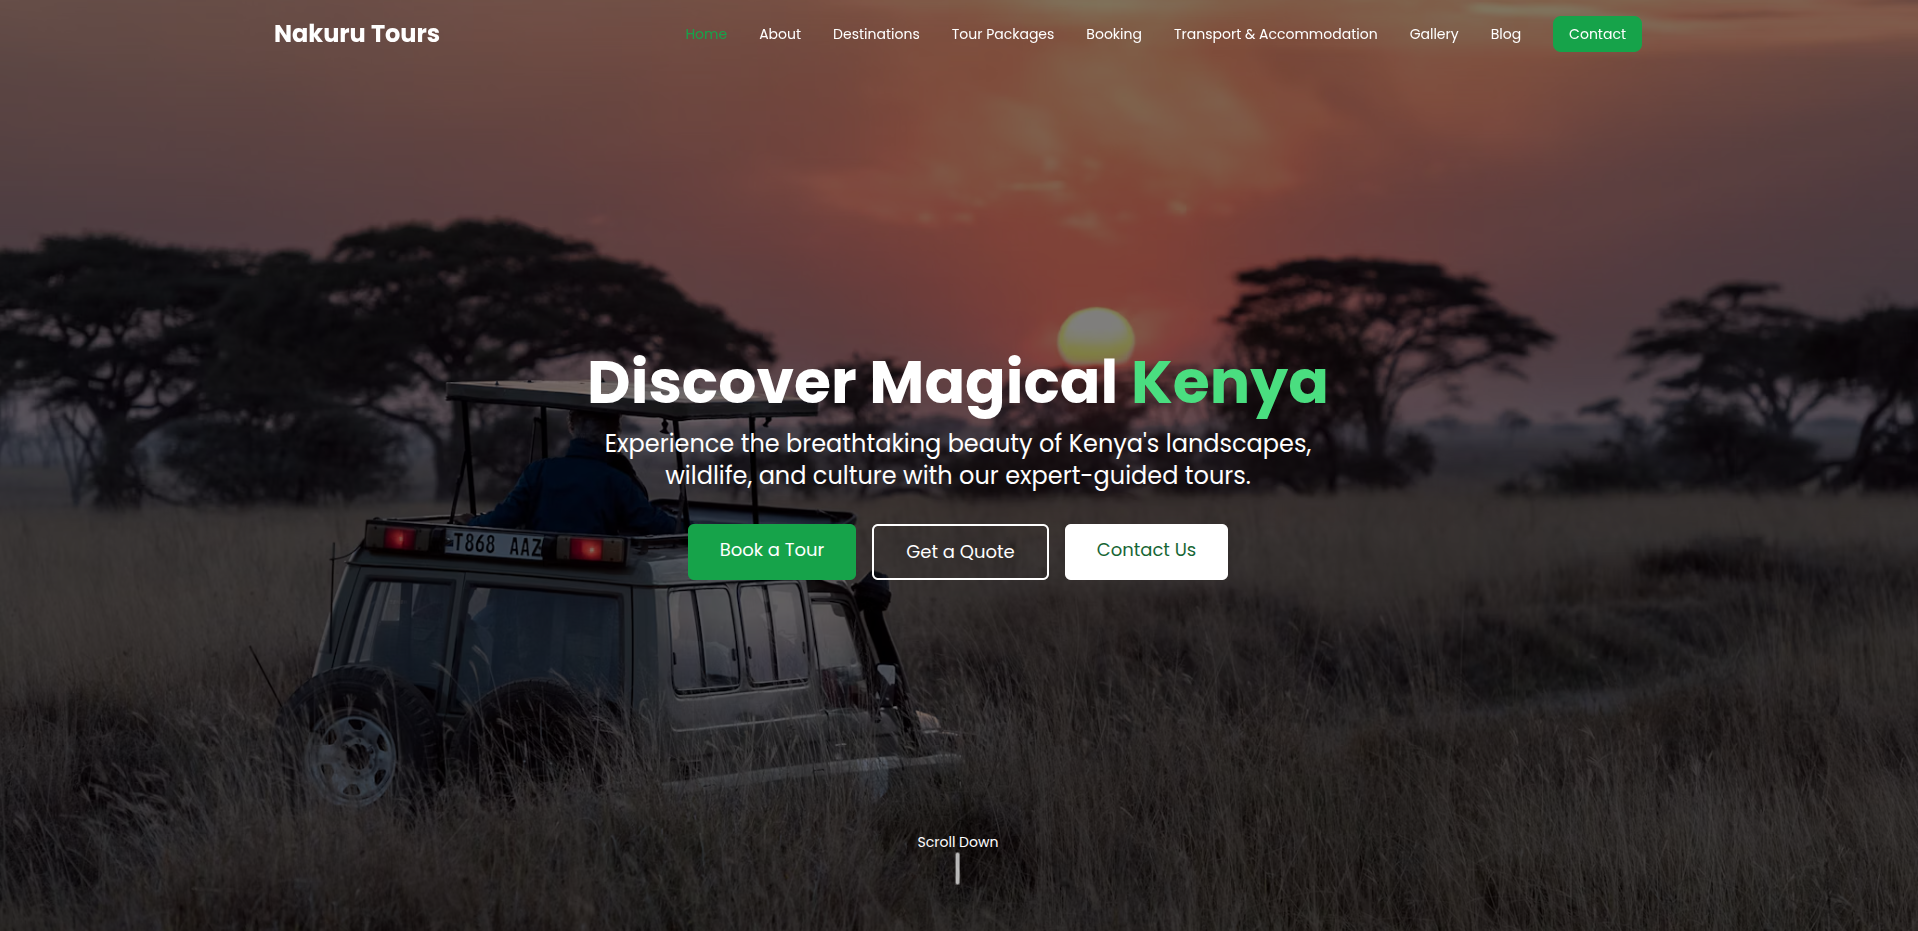 Nakuru Tours
Home About Destinations Tour Packages Booking Transport & Accommodation Gallery Blog Contact
Discover Magical Kenya
Experience the breathtaking beauty of Kenya's landscapes,
wildlife, and culture with our expert-guided tours.
T868 AAZ
Book a Tour Get a Quote Contact Us
Scroll Down